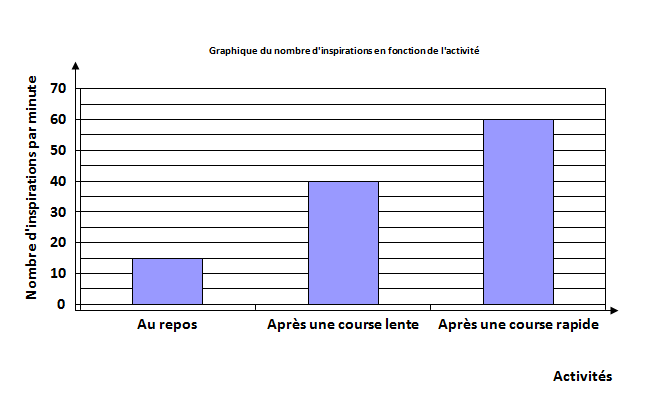 Graphique du nombre d'inspirations en fonction de l'activité
Nombre d'inspirations par minute
70
60
50
40
30
20
10
0
Au repos
Après une course lente
Après une course rapide
Activités